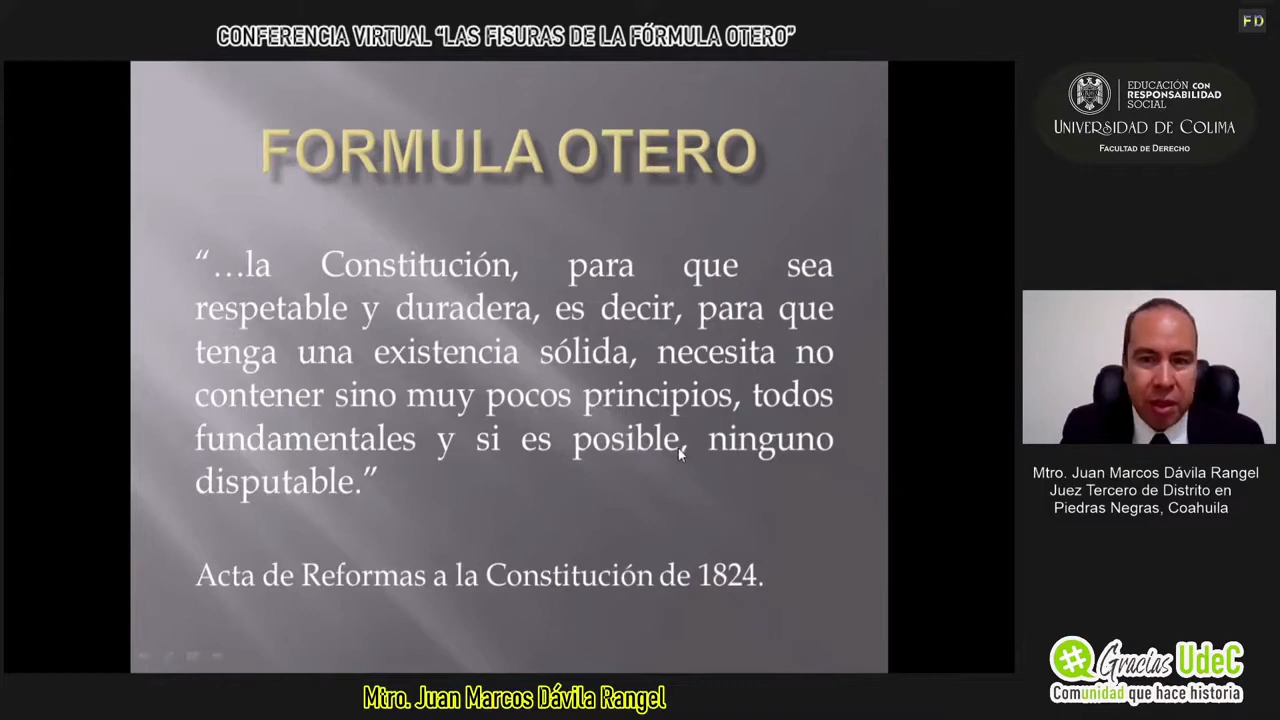 CONFERENCIA VIRTUAL “LAS FISURAS DE LA FÓRMULA OTERO”
FD
EDUCACIÓN CON
RESPONSABILIDAD
SOCIAL
UNIVERSIDAD DE COLIMA
FACULTAD DE DERECHO
FORMULA OTERO
“…la Constitución, para que sea
respetable y duradera, es decir, para que
tenga una existencia sólida, necesita no
contener sino muy pocos principios, todos
fundamentales y si es posible, ninguno
disputable.”
Acta de Reformas a la Constitución de 1824.
Mtro. Juan Marcos Dávila Rangel
Juez Tercero de Distrito en
Piedras Negras, Coahuila
# Gracias UdeC
Comunidad que hace historia
Mtro. Juan Marcos Dávila Rangel